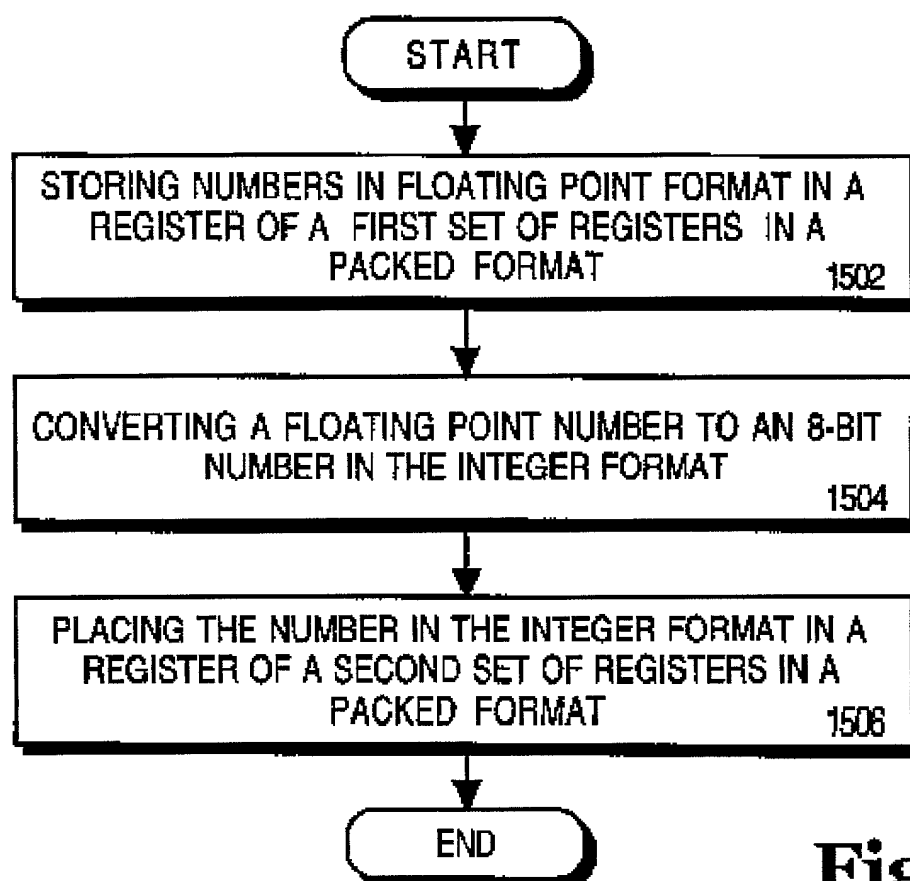 START
STORING NUMBERS IN FLOATING POINT FORMAT IN A
REGISTER OF A FIRST SET OF REGISTERS IN A
PACKED FORMAT
1502
CONVERTING A FLOATING POINT NUMBER TO AN 8-BIT
NUMBER IN THE INTEGER FORMAT
1504
PLACING THE NUMBER IN THE INTEGER FORMAT IN A
REGISTER OF A SECOND SET OF REGISTERS IN A
PACKED FORMAT
1506
END
Fig